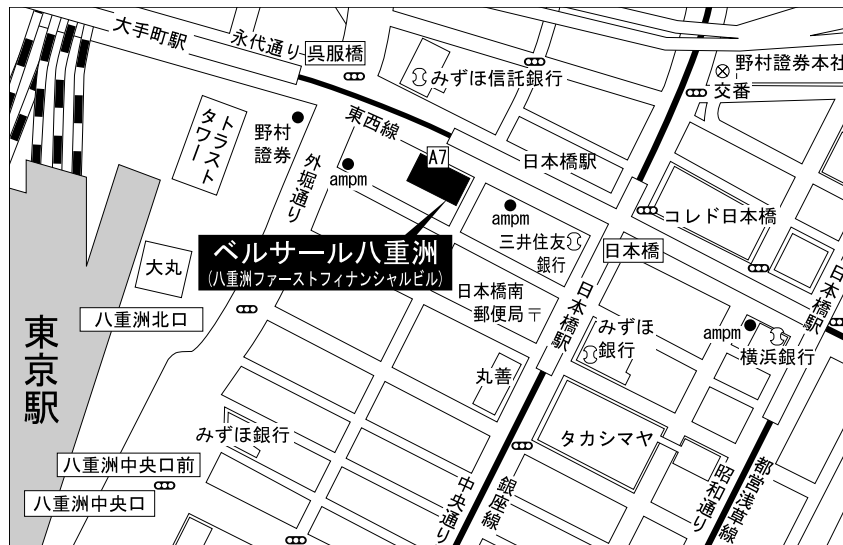 大手町駅
永代通り
呉服橋
みずほ信託銀行
野村證券本社
交番
トラスト
タワー
野村
證券
外堀通り
東西線
A7
ampm
日本橋駅
ampm
三井住友
銀行
コレド日本橋
日本橋
ベルサール八重洲
(八重洲ファーストフィナンシャルビル)
大丸
八重洲北口
日本橋南
郵便局〒
日本橋駅
みずほ
銀行
ampm
横浜銀行
日本橋駅
東京駅
丸善
みずほ銀行
タカシマヤ
八重洲中央口前
八重洲中央口
中央通り
銀座線
昭和通り
都営浅草線